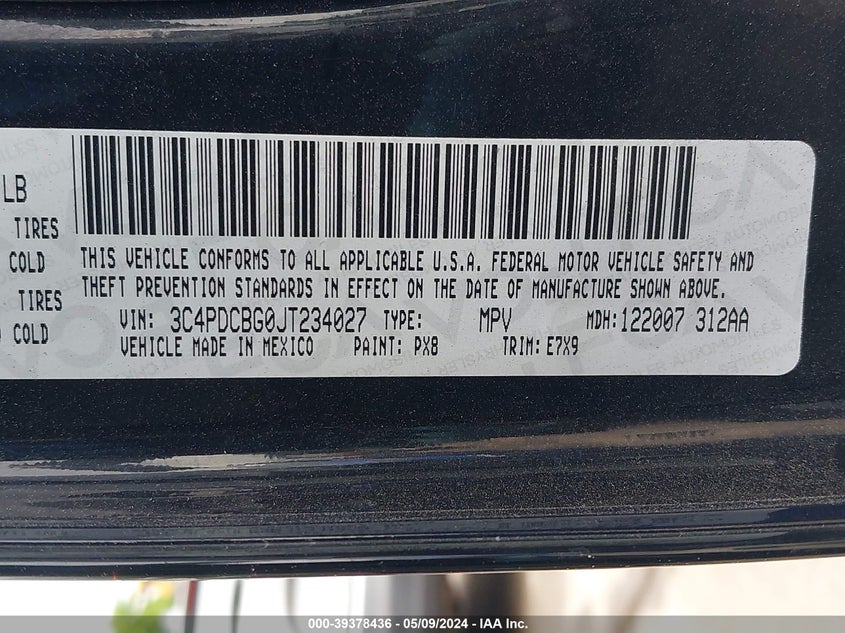 LB
TIRES
COLD
TIRES
COLD
THIS VEHICLE CONFORMS TO ALL APPLICABLE U.S.A. FEDERAL MOTOR VEHICLE SAFETY AND
THEFT PREVENTION STANDARDS IN EFFECT ON THE DATE OF MANUFACTURE SHOWN ABOVE.
VIN: 3C4PDCBG0JT234027 TYPE: MPV MDH:122007 312AA
VEHICLE MADE IN MEXICO PAINT: PX8 TRIM: E7X9
000-39378436 - 05/09/2024 - IAA Inc.